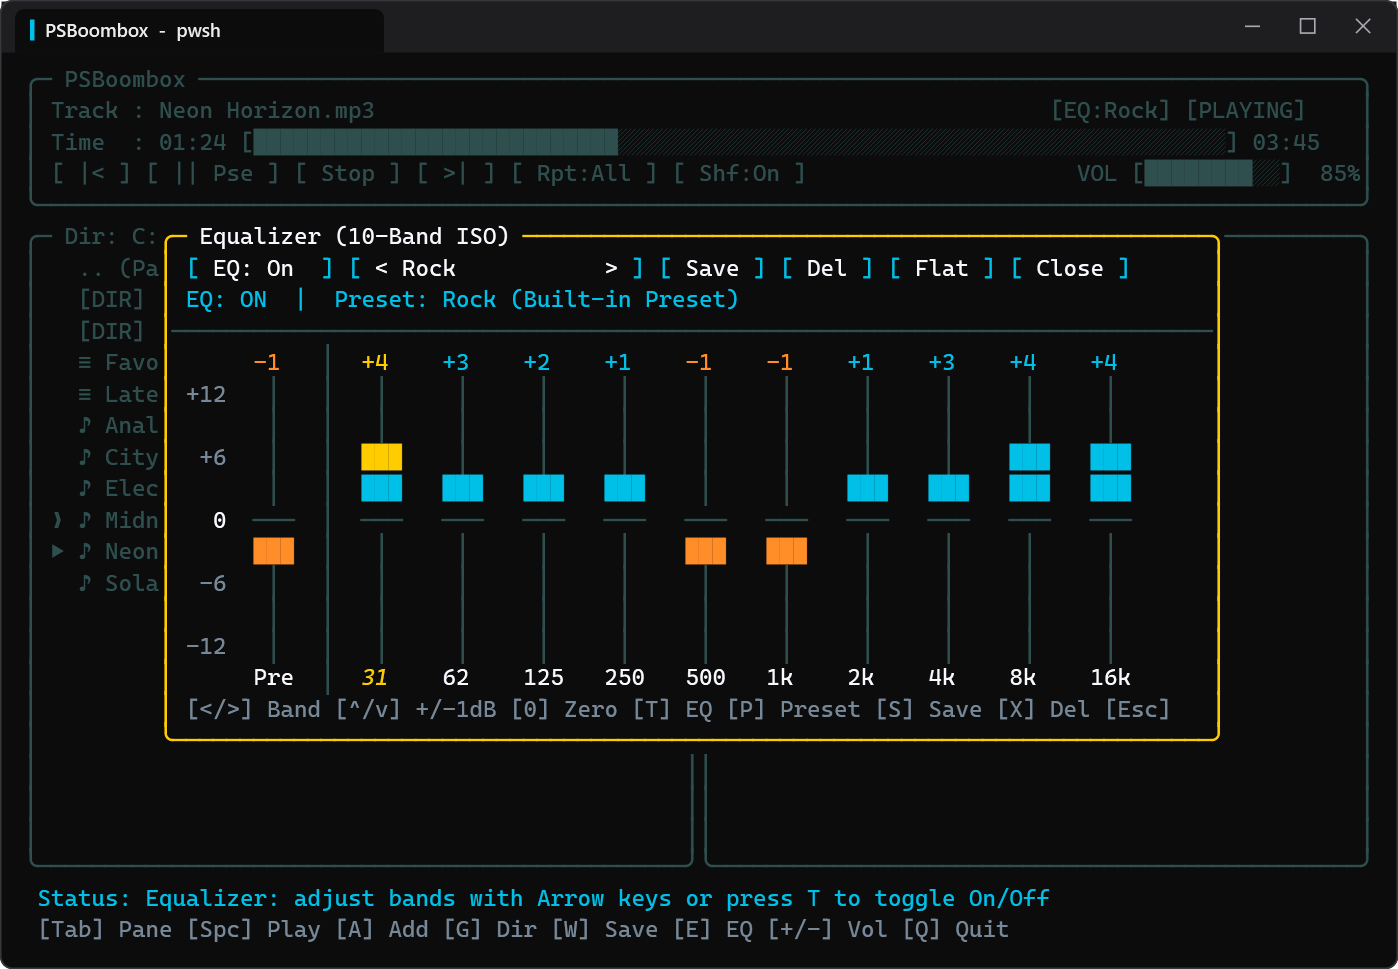 PSBoombox - pwsh
PSBoombox
Track : Neon Horizon.mp3 [EQ:Rock] [PLAYING]
Time : 01:24 [ ] 03:45
[ |< ] [ || Pse ] [ Stop ] [ >| ] [ Rpt:All ] [ Shf:On ] VOL [ ] 85%
Dir: C:
Equalizer (10-Band ISO)
[ EQ: On ] [ < Rock > ] [ Save ] [ Del ] [ Flat ] [ Close ]
EQ: ON | Preset: Rock (Built-in Preset)
.. (Pa
[DIR]
[DIR]
≡ Favo
≡ Late
♪ Anal
♪ City
♪ Elec
⟫ ♪ Midn
► ♪ Neon
♪ Sola
-1 +4 +3 +2 +1 -1 -1 +1 +3 +4 +4
+12
+6
0
-6
-12
Pre 31 62 125 250 500 1k 2k 4k 8k 16k
[</>] Band [^/v] +/-1dB [0] Zero [T] EQ [P] Preset [S] Save [X] Del [Esc]
Status: Equalizer: adjust bands with Arrow keys or press T to toggle On/Off
[Tab] Pane [Spc] Play [A] Add [G] Dir [W] Save [E] EQ [+/-] Vol [Q] Quit